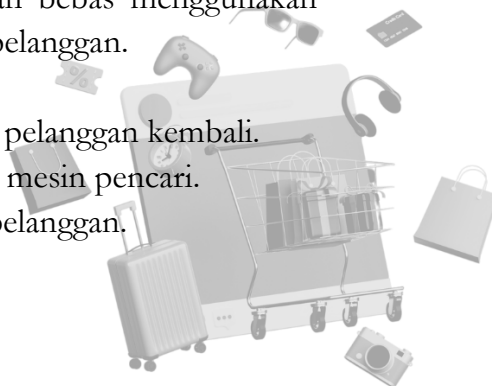 bebas menggunakan
pelanggan.
pelanggan kembali.
mesin pencari.
pelanggan.